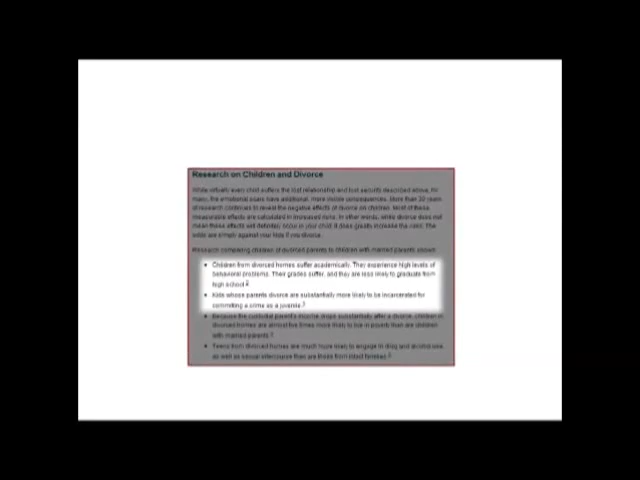 Research on Children and Divorce
While virtually every child suffers the lost relationship and lost security described above, for
many, the emotional scars have additional, more visible consequences. More than 30 years
of research continues to reveal the negative effects of divorce on children. Most of these
measurable effects are calculated in increased risks. In other words, while divorce does not
mean these effects will definitely occur in your child, it does greatly increase the risks. The
odds are simply against your kids if you divorce.
Research comparing children of divorced parents to children with married parents shows:
• Children from divorced homes suffer academically. They experience high levels of
behavioral problems. Their grades suffer, and they are less likely to graduate from
high school.
• Kids whose parents divorce are substantially more likely to be incarcerated for
committing a crime as a juvenile.
• Because the custodial parent's income drops substantially after a divorce, children in
divorced homes are almost five times more likely to live in poverty than are children
with married parents.
• Teens from divorced homes are much more likely to engage in drug and alcohol use,
as well as sexual intercourse than are those from intact families.